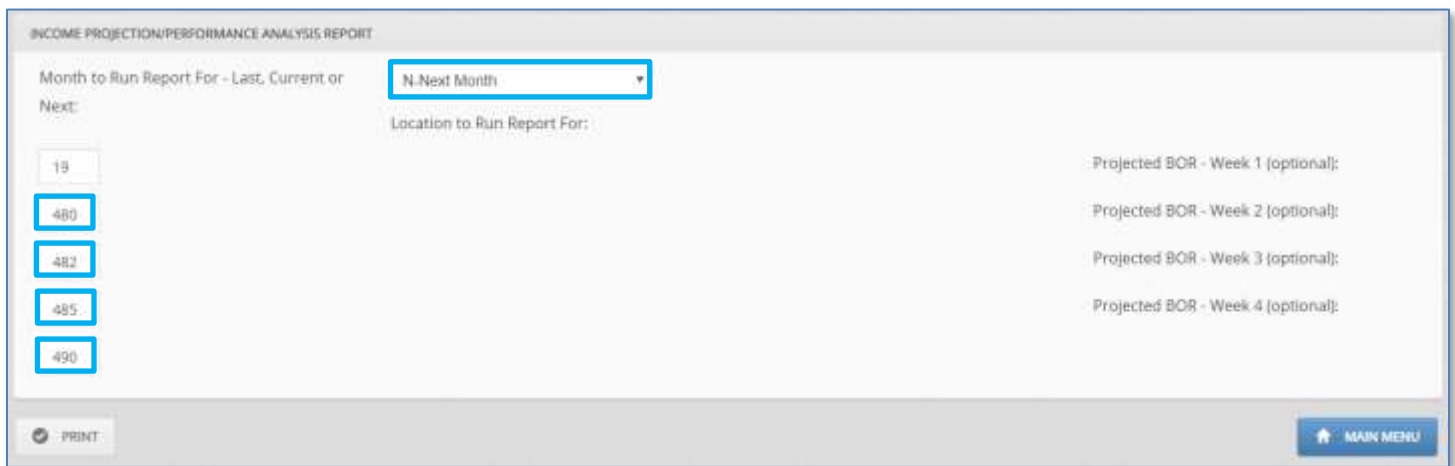 INCOME PROJECTION/PERFORMANCE ANALYSIS REPORT
Month to Run Report For - Last, Current or
Next:
N-Next Month
Location to Run Report For:
19
Projected BOR - Week 1 (optional):
480
Projected BOR - Week 2 (optional):
482
Projected BOR - Week 3 (optional):
485
Projected BOR - Week 4 (optional):
490
PRINT
MAIN MENU